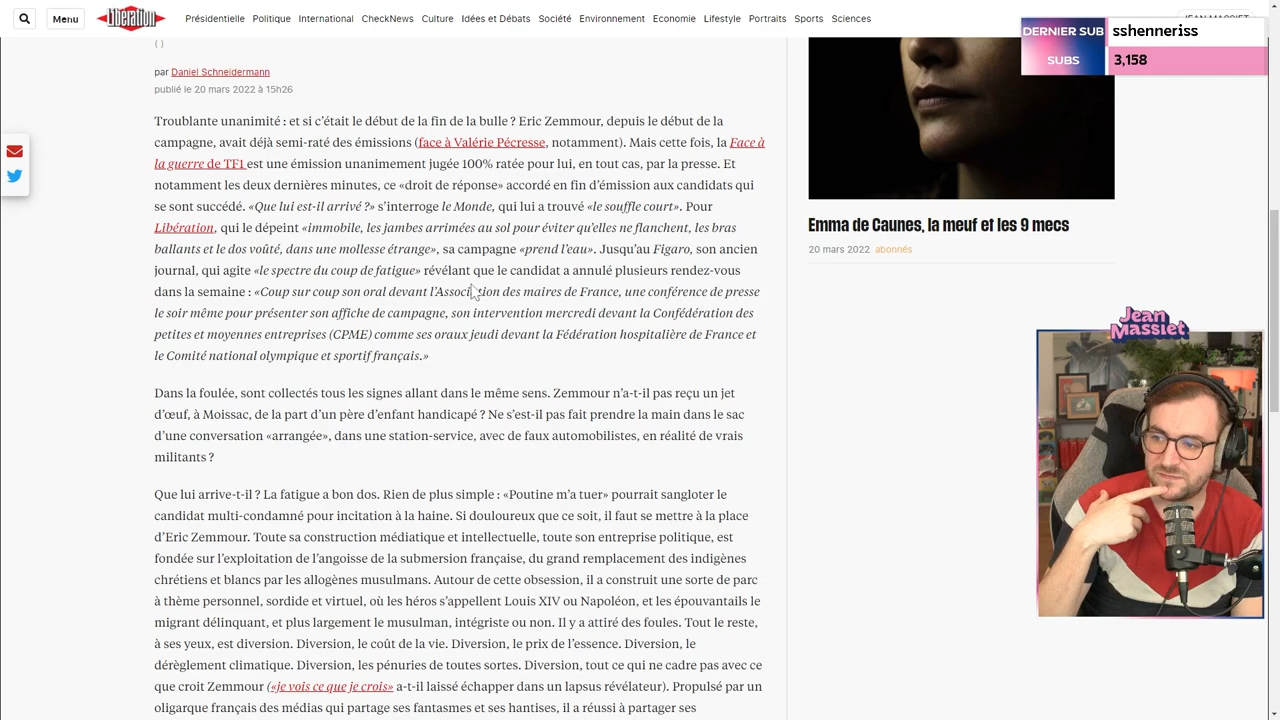 Menu
Libération
Présidentielle Politique International CheckNews Culture Idées et Débats Société Environnement Economie Lifestyle Portraits Sports Sciences
JEAN MASSIET
DERNIER SUB sshenneriss
SUBS 3,158
( )
par Daniel Schneidermann
publié le 20 mars 2022 à 15h26
Troublante unanimité : et si c’était le début de la fin de la bulle ? Eric Zemmour, depuis le début de la
campagne, avait déjà semi-raté des émissions (face à Valérie Pécresse, notamment). Mais cette fois, la Face à
la guerre de TF1 est une émission unanimement jugée 100% ratée pour lui, en tout cas, par la presse. Et
notamment les deux dernières minutes, ce «droit de réponse» accordé en fin d’émission aux candidats qui
se sont succédé. «Que lui est-il arrivé ?» s’interroge le Monde, qui lui a trouvé «le souffle court». Pour
Libération, qui le dépeint «immobile, les jambes arrimées au sol pour éviter qu’elles ne flanchent, les bras
ballants et le dos voûté, dans une mollesse étrange», sa campagne «prend l’eau». Jusqu’au Figaro, son ancien
journal, qui agite «le spectre du coup de fatigue» révélant que le candidat a annulé plusieurs rendez-vous
dans la semaine : «Coup sur coup son oral devant l’Association des maires de France, une conférence de presse
le soir même pour présenter son affiche de campagne, son intervention mercredi devant la Confédération des
petites et moyennes entreprises (CPME) comme ses oraux jeudi devant la Fédération hospitalière de France et
le Comité national olympique et sportif français.»
Dans la foulée, sont collectés tous les signes allant dans le même sens. Zemmour n’a-t-il pas reçu un jet
d’œuf, à Moissac, de la part d’un père d’enfant handicapé ? Ne s’est-il pas fait prendre la main dans le sac
d’une conversation «arrangée», dans une station-service, avec de faux automobilistes, en réalité de vrais
militants ?
Que lui arrive-t-il ? La fatigue a bon dos. Rien de plus simple : «Poutine m’a tuer» pourrait sangloter le
candidat multi-condamné pour incitation à la haine. Si douloureux que ce soit, il faut se mettre à la place
d’Eric Zemmour. Toute sa construction médiatique et intellectuelle, toute son entreprise politique, est
fondée sur l’exploitation de l’angoisse de la submersion française, du grand remplacement des indigènes
chrétiens et blancs par les allogènes musulmans. Autour de cette obsession, il a construit une sorte de parc
à thème personnel, sordide et virtuel, où les héros s’appellent Louis XIV ou Napoléon, et les épouvantails le
migrant délinquant, et plus largement le musulman, intégriste ou non. Il y a attiré des foules. Tout le reste,
à ses yeux, est diversion. Diversion, le coût de la vie. Diversion, le prix de l’essence. Diversion, le
dérèglement climatique. Diversion, les pénuries de toutes sortes. Diversion, tout ce qui ne cadre pas avec ce
que croit Zemmour («je vois ce que je crois» a-t-il laissé échapper dans un lapsus révélateur). Propulsé par un
oligarque français des médias qui partage ses fantasmes et ses hantises, il a réussi à partager ses
Emma de Caunes, la meuf et les 9 mecs
20 mars 2022 abonnés
Jean
Massiet